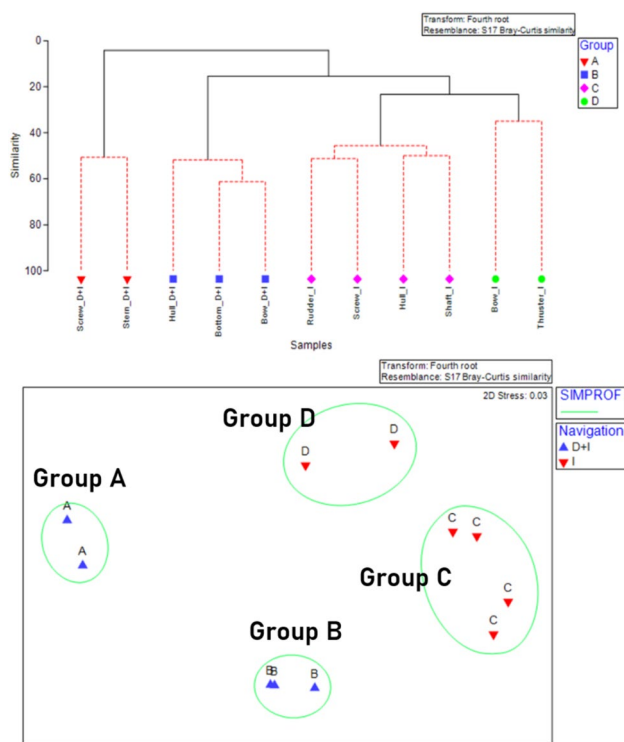 Transform: Fourth root
Resemblance: S17 Bray-Curtis similarity
Group
A
B
C
D
Similarity
0
20
40
60
80
100
Screw_D+I
Stern_D+I
Hull_D+I
Bottom_D+I
Bow_D+I
Rudder_I
Screw_I
Hull_I
Shaft_I
Bow_I
Thruster_I
Samples
Transform: Fourth root
Resemblance: S17 Bray-Curtis similarity
2D Stress: 0.03
SIMPROF
Navigation
D+I
I
Group D
D
D
Group A
A
A
C
C
Group C
C
C
Group B
B
B
B